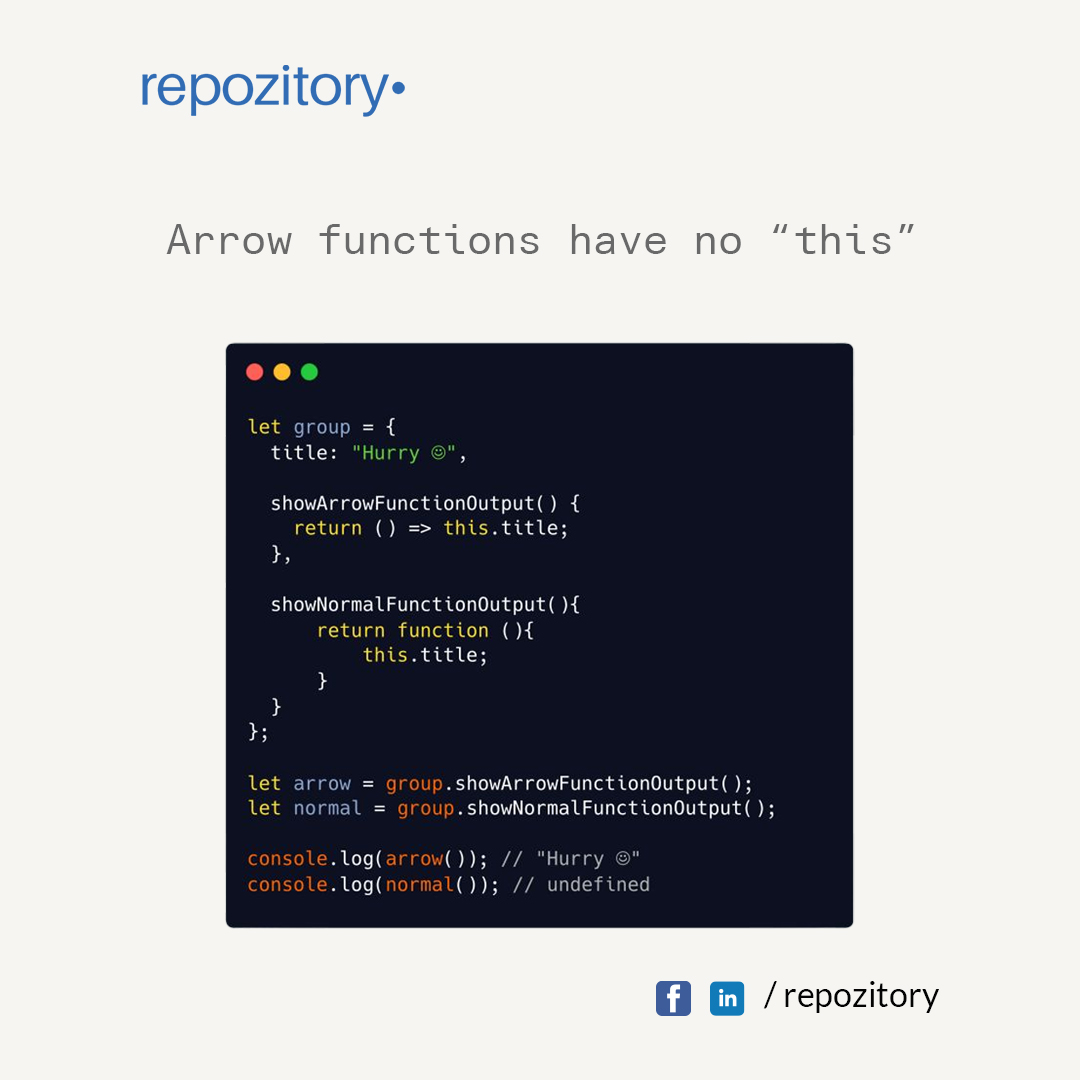 repozitory•
Arrow functions have no “this”
let group = {
  title: "Hurry ☺",

  showArrowFunctionOutput() {
    return () => this.title;
  },

  showNormalFunctionOutput(){
      return function (){
          this.title;
      }
  }
};

let arrow = group.showArrowFunctionOutput();
let normal = group.showNormalFunctionOutput();

console.log(arrow()); // "Hurry ☺"
console.log(normal()); // undefined
f in / repozitory